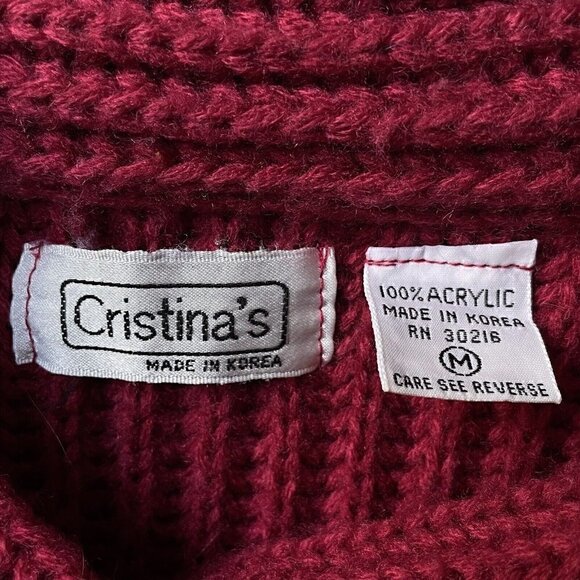 Cristina's
MADE IN KOREA
100% ACRYLIC
MADE IN KOREA
RN 30216
M
CARE SEE REVERSE